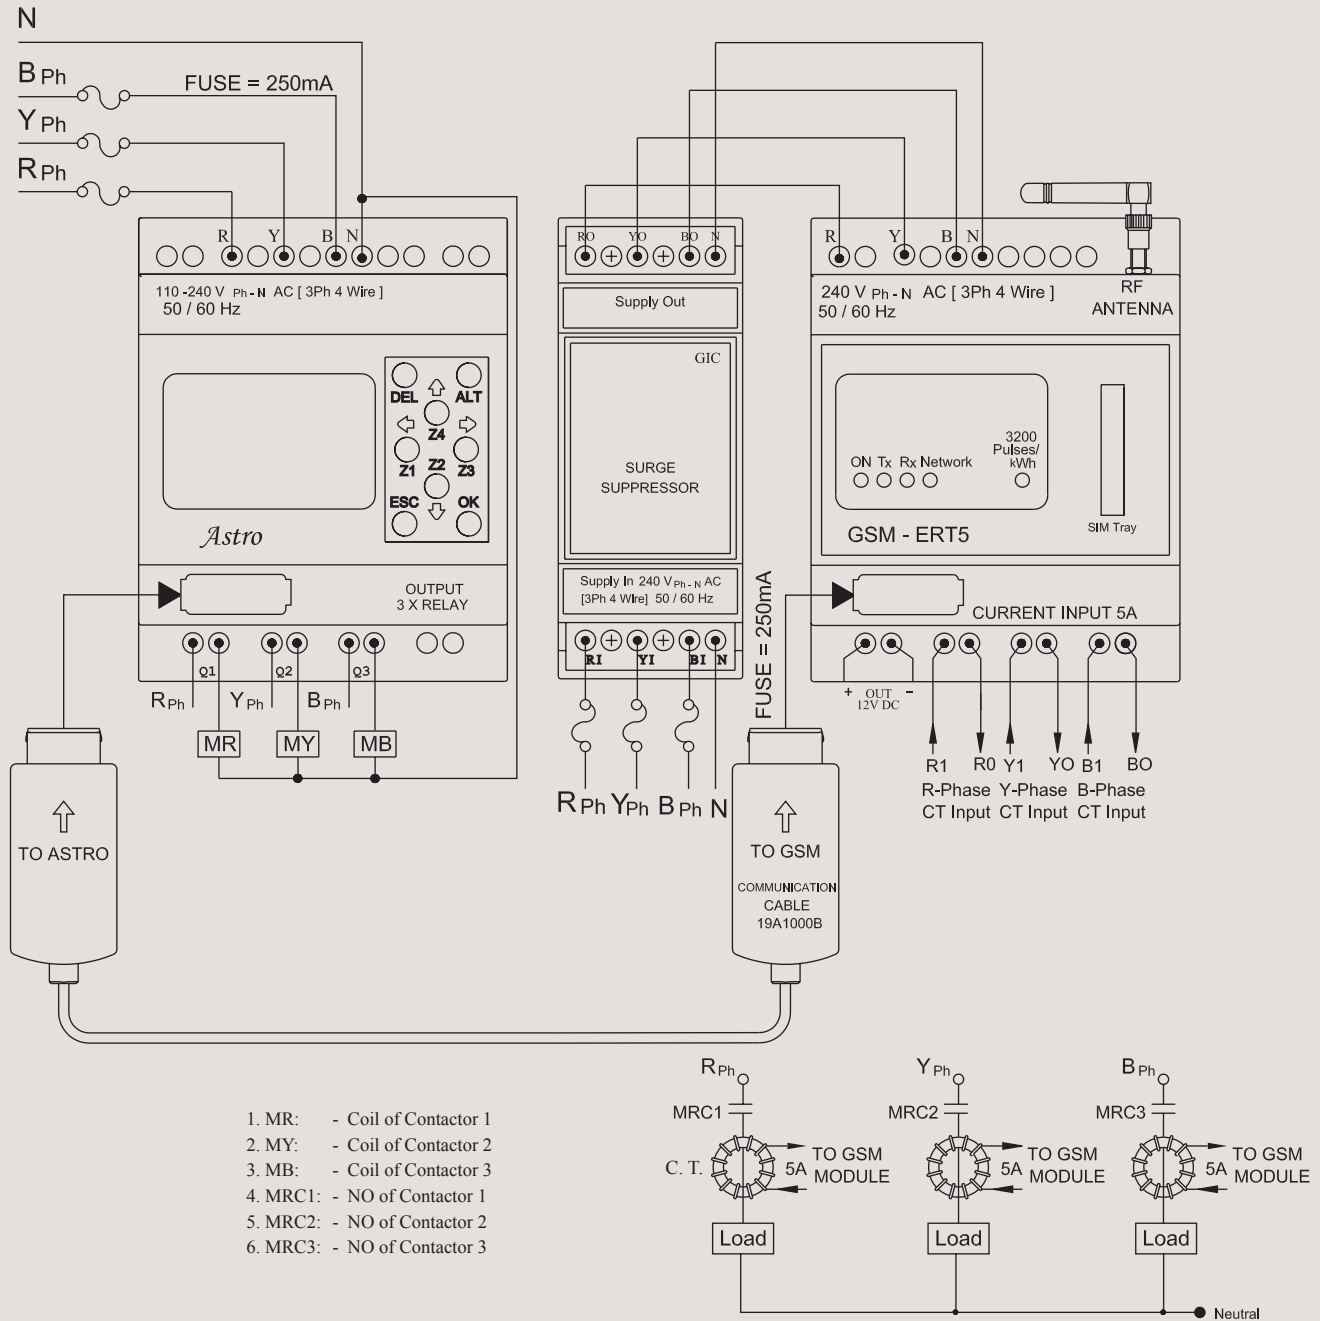 N
B Ph
FUSE = 250mA
Y Ph
R Ph
R Y B N
110 -240 V Ph - N AC [ 3Ph 4 Wire ]
50 / 60 Hz
DEL ALT
Z4
Z1 Z2 Z3
ESC OK
Astro
OUTPUT
3 X RELAY
Q1 Q2 Q3
R Ph Y Ph B Ph
MR MY MB
RO YO BO N
Supply Out
GIC
SURGE
SUPPRESSOR
Supply In 240 V Ph - N AC
[3Ph 4 Wire] 50 / 60 Hz
RI YI BI N
FUSE = 250mA
R Ph Y Ph B Ph N
R Y B N
240 V Ph - N AC [ 3Ph 4 Wire ]
50 / 60 Hz
RF
ANTENNA
3200
Pulses/
kWh
ON Tx Rx Network
SIM Tray
GSM - ERT5
CURRENT INPUT 5A
+ OUT −
12V DC
R1 R0 Y1 YO B1 BO
R-Phase Y-Phase B-Phase
CT Input CT Input CT Input
TO ASTRO
TO GSM
COMMUNICATION
CABLE
19A1000B
1. MR: - Coil of Contactor 1
2. MY: - Coil of Contactor 2
3. MB: - Coil of Contactor 3
4. MRC1: - NO of Contactor 1
5. MRC2: - NO of Contactor 2
6. MRC3: - NO of Contactor 3
R Ph Y Ph B Ph
MRC1 MRC2 MRC3
C. T. 5A TO GSM MODULE
5A TO GSM MODULE
5A TO GSM MODULE
Load Load Load
Neutral